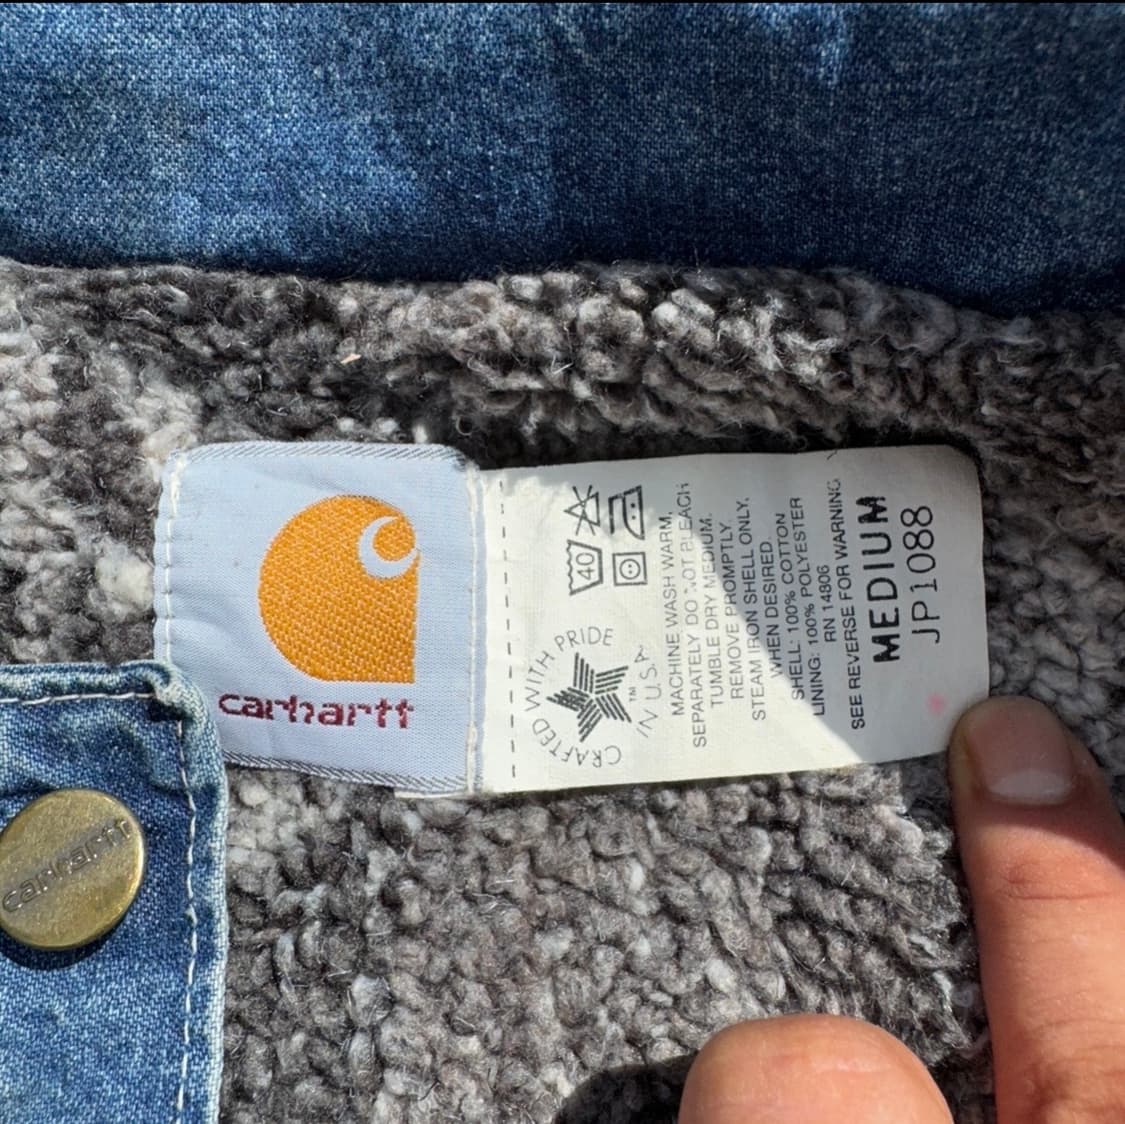 carhartt
carhartt
40
CRAFTED WITH PRIDE
IN U.S.A
TM
MACHINE WASH WARM,
SEPARATELY DO NOT BLEACH
TUMBLE DRY MEDIUM.
REMOVE PROMPTLY.
STEAM IRON SHELL ONLY.
WHEN DESIRED.
SHELL: 100% COTTON
LINING: 100% POLYESTER
RN 14806
SEE REVERSE FOR WARNING
MEDIUM
JP1088